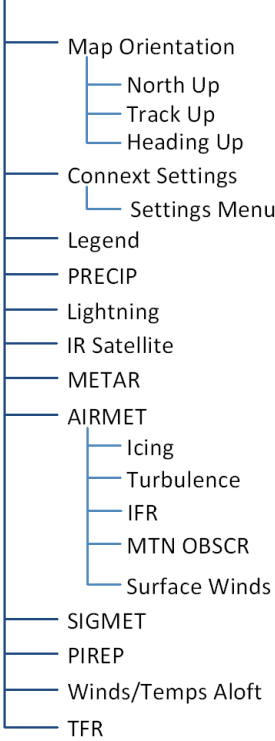 Map Orientation
North Up
Track Up
Heading Up
Connext Settings
Settings Menu
Legend
PRECIP
Lightning
IR Satellite
METAR
AIRMET
Icing
Turbulence
IFR
MTN OBSCR
Surface Winds
SIGMET
PIREP
Winds/Temps Aloft
TFR